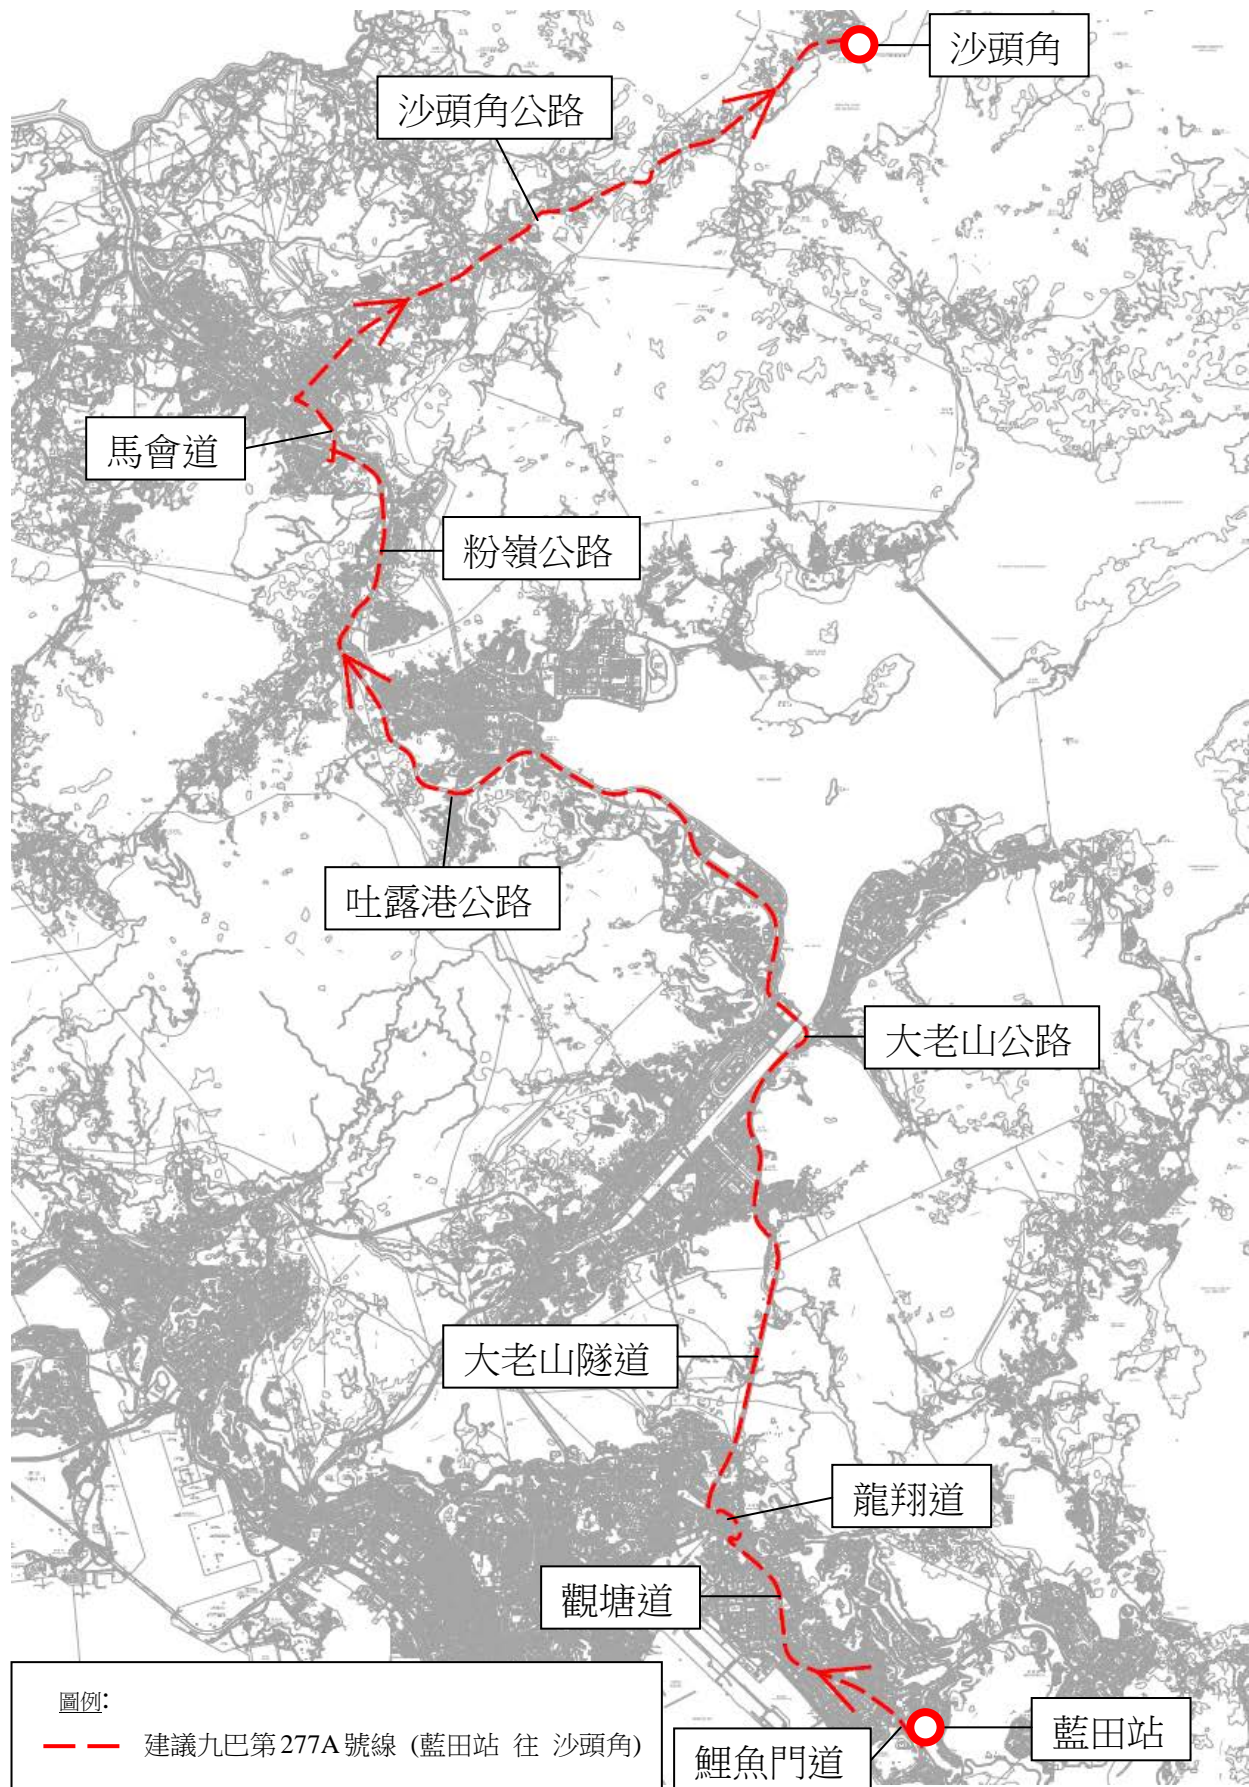 沙頭角
沙頭角公路
馬會道
粉嶺公路
吐露港公路
大老山公路
大老山隧道
龍翔道
觀塘道
藍田站
鯉魚門道
圖例:
建議九巴第277A號線 (藍田站 往 沙頭角)